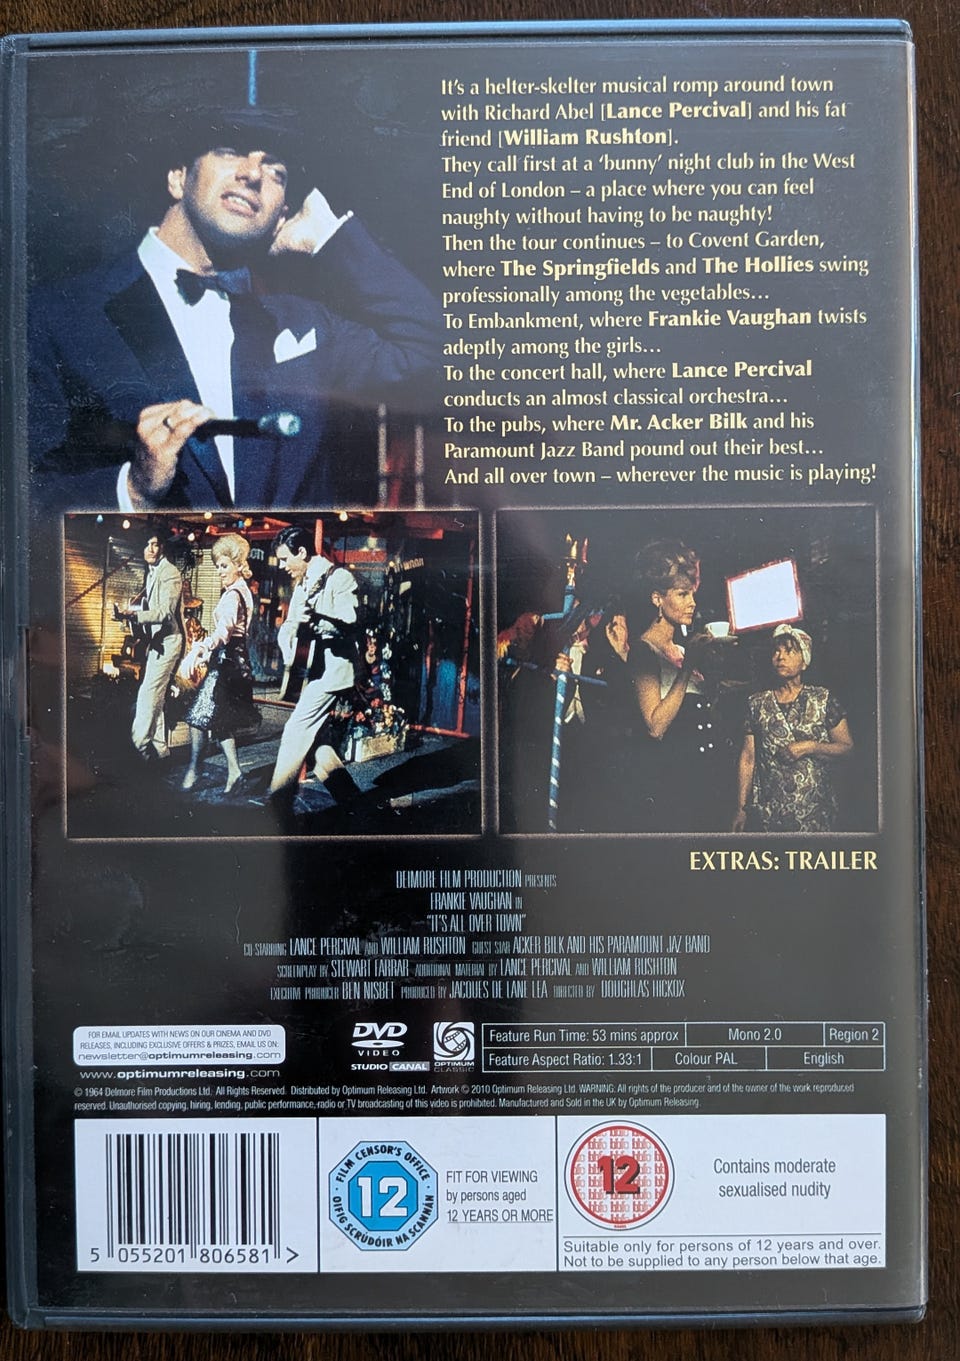 It's a helter-skelter musical romp around town
with Richard Abel [Lance Percival] and his fat
friend [William Rushton].
They call first at a 'bunny' night club in the West
End of London – a place where you can feel
naughty without having to be naughty!
Then the tour continues – to Covent Garden,
where The Springfields and The Hollies swing
professionally among the vegetables...
To Embankment, where Frankie Vaughan twists
adeptly among the girls...
To the concert hall, where Lance Percival
conducts an almost classical orchestra...
To the pubs, where Mr. Acker Bilk and his
Paramount Jazz Band pound out their best...
And all over town – wherever the music is playing!
EXTRAS: TRAILER
DELMORE FILM PRODUCTION PRESENTS
FRANKIE VAUGHAN IN
"IT'S ALL OVER TOWN"
CO-STARRING LANCE PERCIVAL AND WILLIAM RUSHTON GUEST STAR ACKER BILK AND HIS PARAMOUNT JAZ BAND
SCREENPLAY BY STEWART FARRAR ADDITIONAL MATERIAL BY LANCE PERCIVAL AND WILLIAM RUSHTON
EXECUTIVE PRODUCER BEN NISBET PRODUCED BY JACQUES DE LANE LEA DIRECTED BY DOUGHLAS HICKOX
FOR EMAIL UPDATES WITH NEWS ON OUR CINEMA AND DVD
RELEASES, INCLUDING EXCLUSIVE OFFERS & PRIZES, EMAIL US ON:
newsletter@optimumreleasing.com
www.optimumreleasing.com
DVD
VIDEO
STUDIO CANAL
OPTIMUM
CLASSIC
Feature Run Time: 53 mins approx
Mono 2.0
Region 2
Feature Aspect Ratio: 1.33:1
Colour PAL
English
© 1964 Delmore Film Productions Ltd. All Rights Reserved. Distributed by Optimum Releasing Ltd. Artwork © 2010 Optimum Releasing Ltd. WARNING: All rights of the producer and of the owner of the work reproduced
reserved. Unauthorised copying, hiring, lending, public performance, radio or TV broadcasting of this video is prohibited. Manufactured and Sold in the UK by Optimum Releasing.
5 055201 806581 >
FILM CENSOR'S OFFICE
12
OIFIG SCRÚDÓIR NA SCANNÁN
FIT FOR VIEWING
by persons aged
12 YEARS OR MORE
12
Contains moderate
sexualised nudity
Suitable only for persons of 12 years and over.
Not to be supplied to any person below that age.